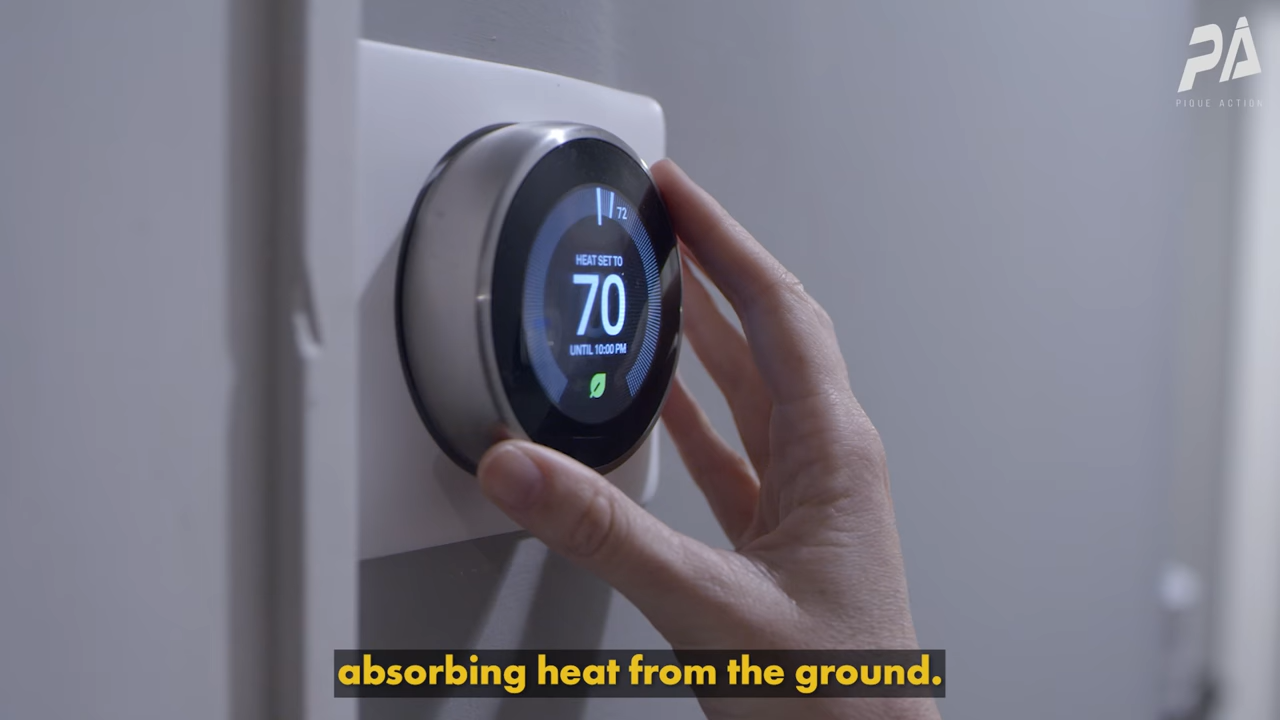 PA
PIQUE ACTION
72
HEAT SET TO
70
UNTIL 10:00 PM
absorbing heat from the ground.